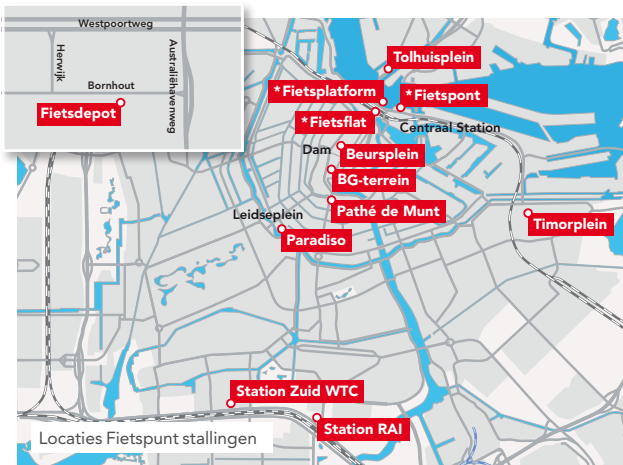 Westpoortweg
Herwijk
Australiëhavenweg
Bornhout
Fietsdepot
Tolhuisplein
*Fietsplatform
*Fietspont
*Fietsflat
Centraal Station
Dam
Beursplein
BG-terrein
Leidseplein
Pathé de Munt
Timorplein
Paradiso
Station Zuid WTC
Station RAI
Locaties Fietspunt stallingen